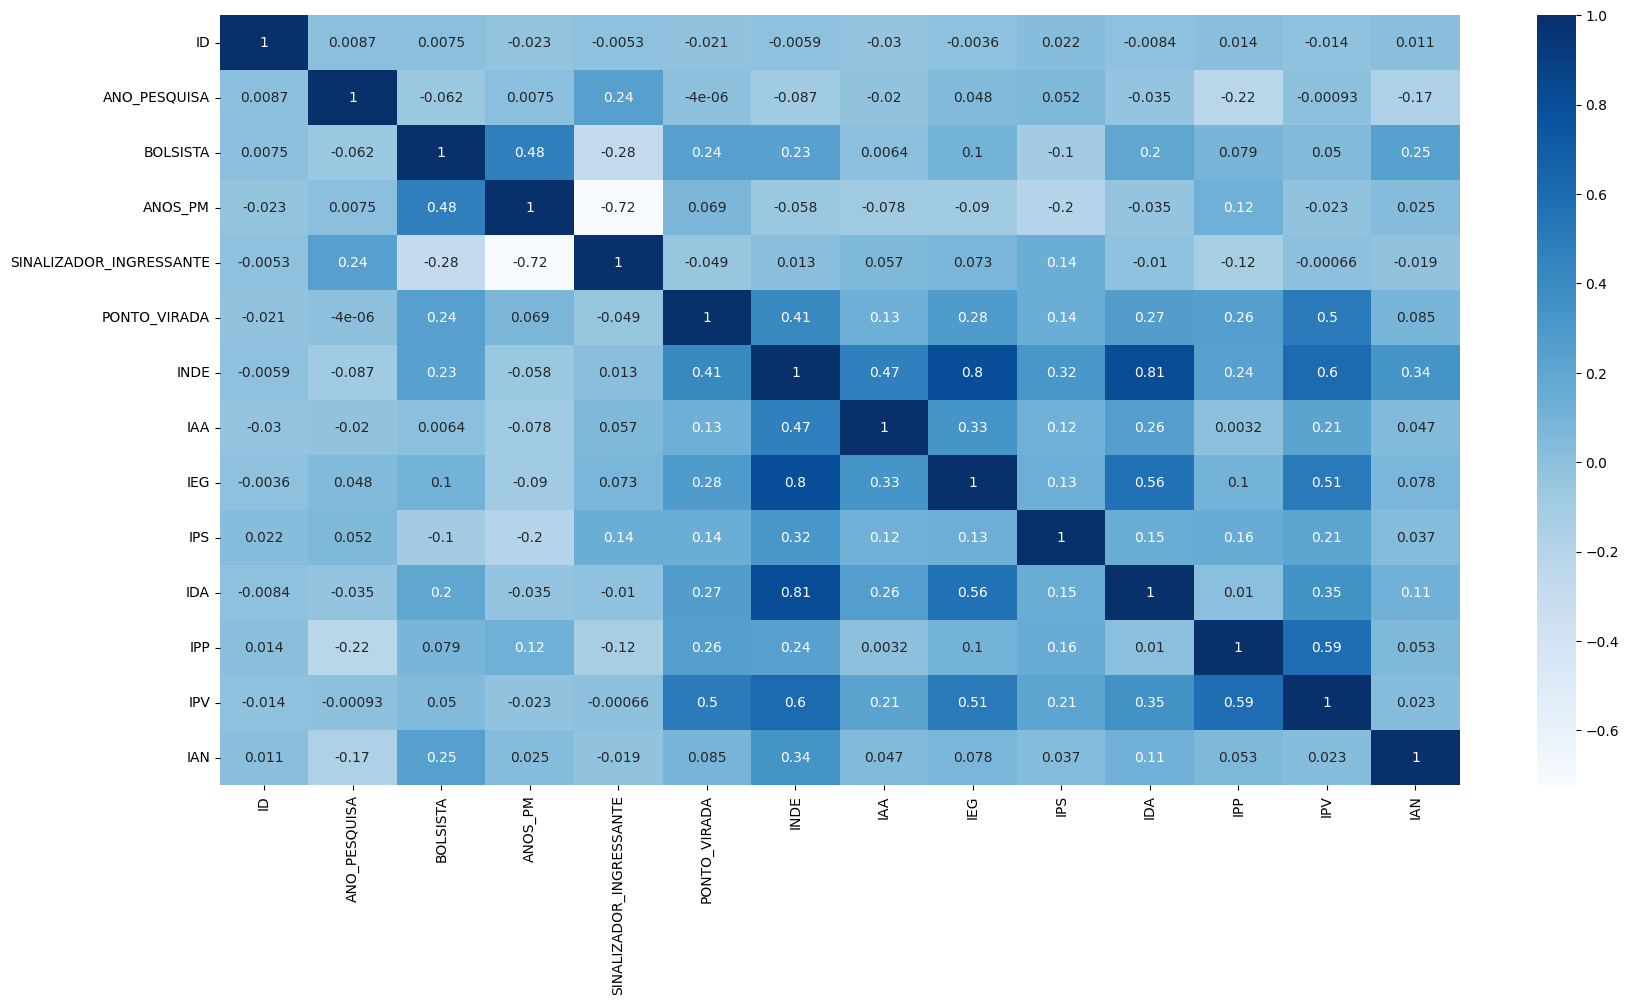 ID 1 0.0087 0.0075 -0.023 -0.0053 -0.021 -0.0059 -0.03 -0.0036 0.022 -0.0084 0.014 -0.014 0.011
ANO_PESQUISA 0.0087 1 -0.062 0.0075 0.24 -4e-06 -0.087 -0.02 0.048 0.052 -0.035 -0.22 -0.00093 -0.17
BOLSISTA 0.0075 -0.062 1 0.48 -0.28 0.24 0.23 0.0064 0.1 -0.1 0.2 0.079 0.05 0.25
ANOS_PM -0.023 0.0075 0.48 1 -0.72 0.069 -0.058 -0.078 -0.09 -0.2 -0.035 0.12 -0.023 0.025
SINALIZADOR_INGRESSANTE -0.0053 0.24 -0.28 -0.72 1 -0.049 0.013 0.057 0.073 0.14 -0.01 -0.12 -0.00066 -0.019
PONTO_VIRADA -0.021 -4e-06 0.24 0.069 -0.049 1 0.41 0.13 0.28 0.14 0.27 0.26 0.5 0.085
INDE -0.0059 -0.087 0.23 -0.058 0.013 0.41 1 0.47 0.8 0.32 0.81 0.24 0.6 0.34
IAA -0.03 -0.02 0.0064 -0.078 0.057 0.13 0.47 1 0.33 0.12 0.26 0.0032 0.21 0.047
IEG -0.0036 0.048 0.1 -0.09 0.073 0.28 0.8 0.33 1 0.13 0.56 0.1 0.51 0.078
IPS 0.022 0.052 -0.1 -0.2 0.14 0.14 0.32 0.12 0.13 1 0.15 0.16 0.21 0.037
IDA -0.0084 -0.035 0.2 -0.035 -0.01 0.27 0.81 0.26 0.56 0.15 1 0.01 0.35 0.11
IPP 0.014 -0.22 0.079 0.12 -0.12 0.26 0.24 0.0032 0.1 0.16 0.01 1 0.59 0.053
IPV -0.014 -0.00093 0.05 -0.023 -0.00066 0.5 0.6 0.21 0.51 0.21 0.35 0.59 1 0.023
IAN 0.011 -0.17 0.25 0.025 -0.019 0.085 0.34 0.047 0.078 0.037 0.11 0.053 0.023 1
ID
ANO_PESQUISA
BOLSISTA
ANOS_PM
SINALIZADOR_INGRESSANTE
PONTO_VIRADA
INDE
IAA
IEG
IPS
IDA
IPP
IPV
IAN
1.0
0.8
0.6
0.4
0.2
0.0
−0.2
−0.4
−0.6